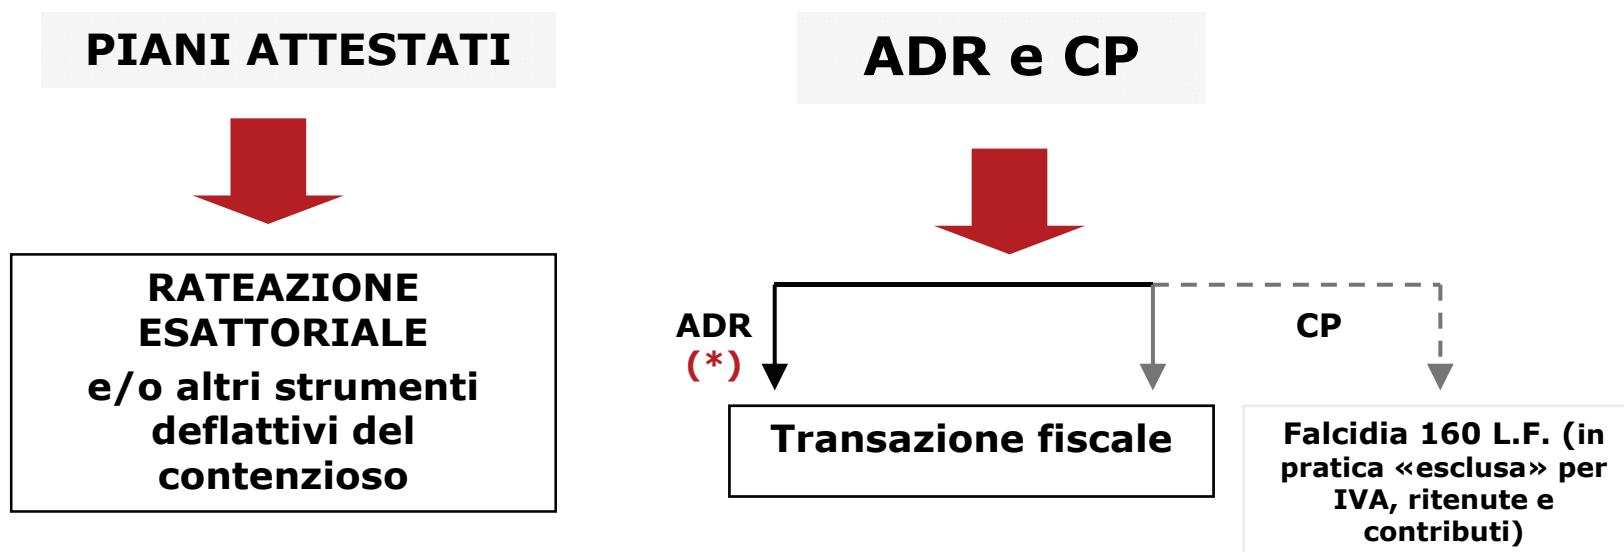 PIANI ATTESTATI
RATEAZIONE
ESATTORIALE
e/o altri strumenti
deflattivi del
contenzioso
ADR e CP
ADR
(*)
CP
Transazione fiscale
Falcidia 160 L.F. (in
pratica «esclusa» per
IVA, ritenute e
contributi)